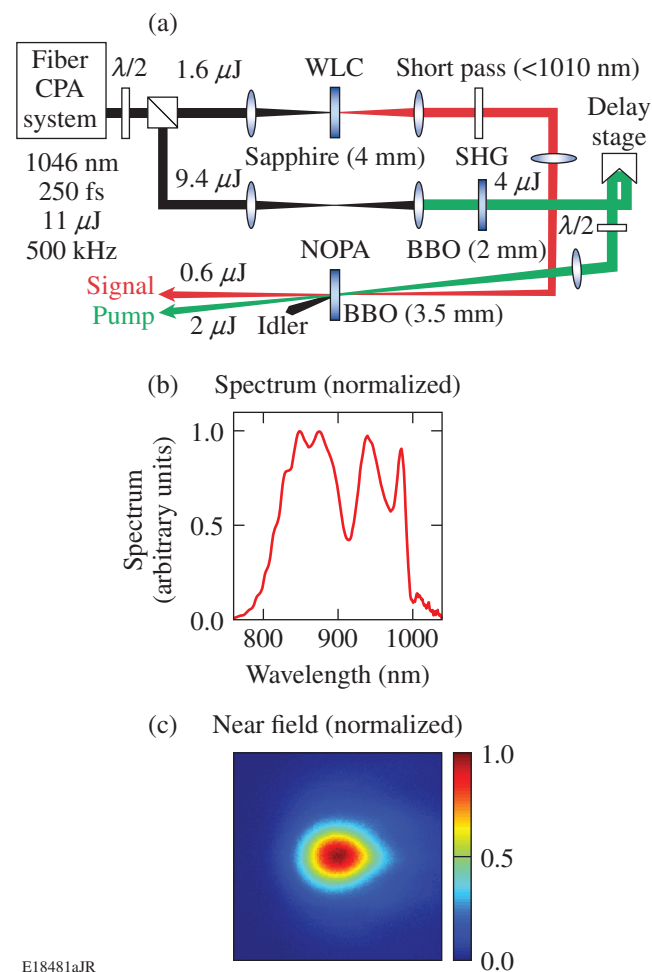 (a)
Fiber
CPA
system
λ/2
1.6 μJ
WLC
Short pass (<1010 nm)
Delay
stage
Sapphire (4 mm)
SHG
1046 nm
250 fs
11 μJ
500 kHz
9.4 μJ
4 μJ
λ/2
BBO (2 mm)
NOPA
0.6 μJ
Signal
Pump
2 μJ
Idler
BBO (3.5 mm)
(b) Spectrum (normalized)
Spectrum
(arbitrary units)
1.0
0.5
0.0
800 900 1000
Wavelength (nm)
(c) Near field (normalized)
1.0
0.5
0.0
E18481aJR